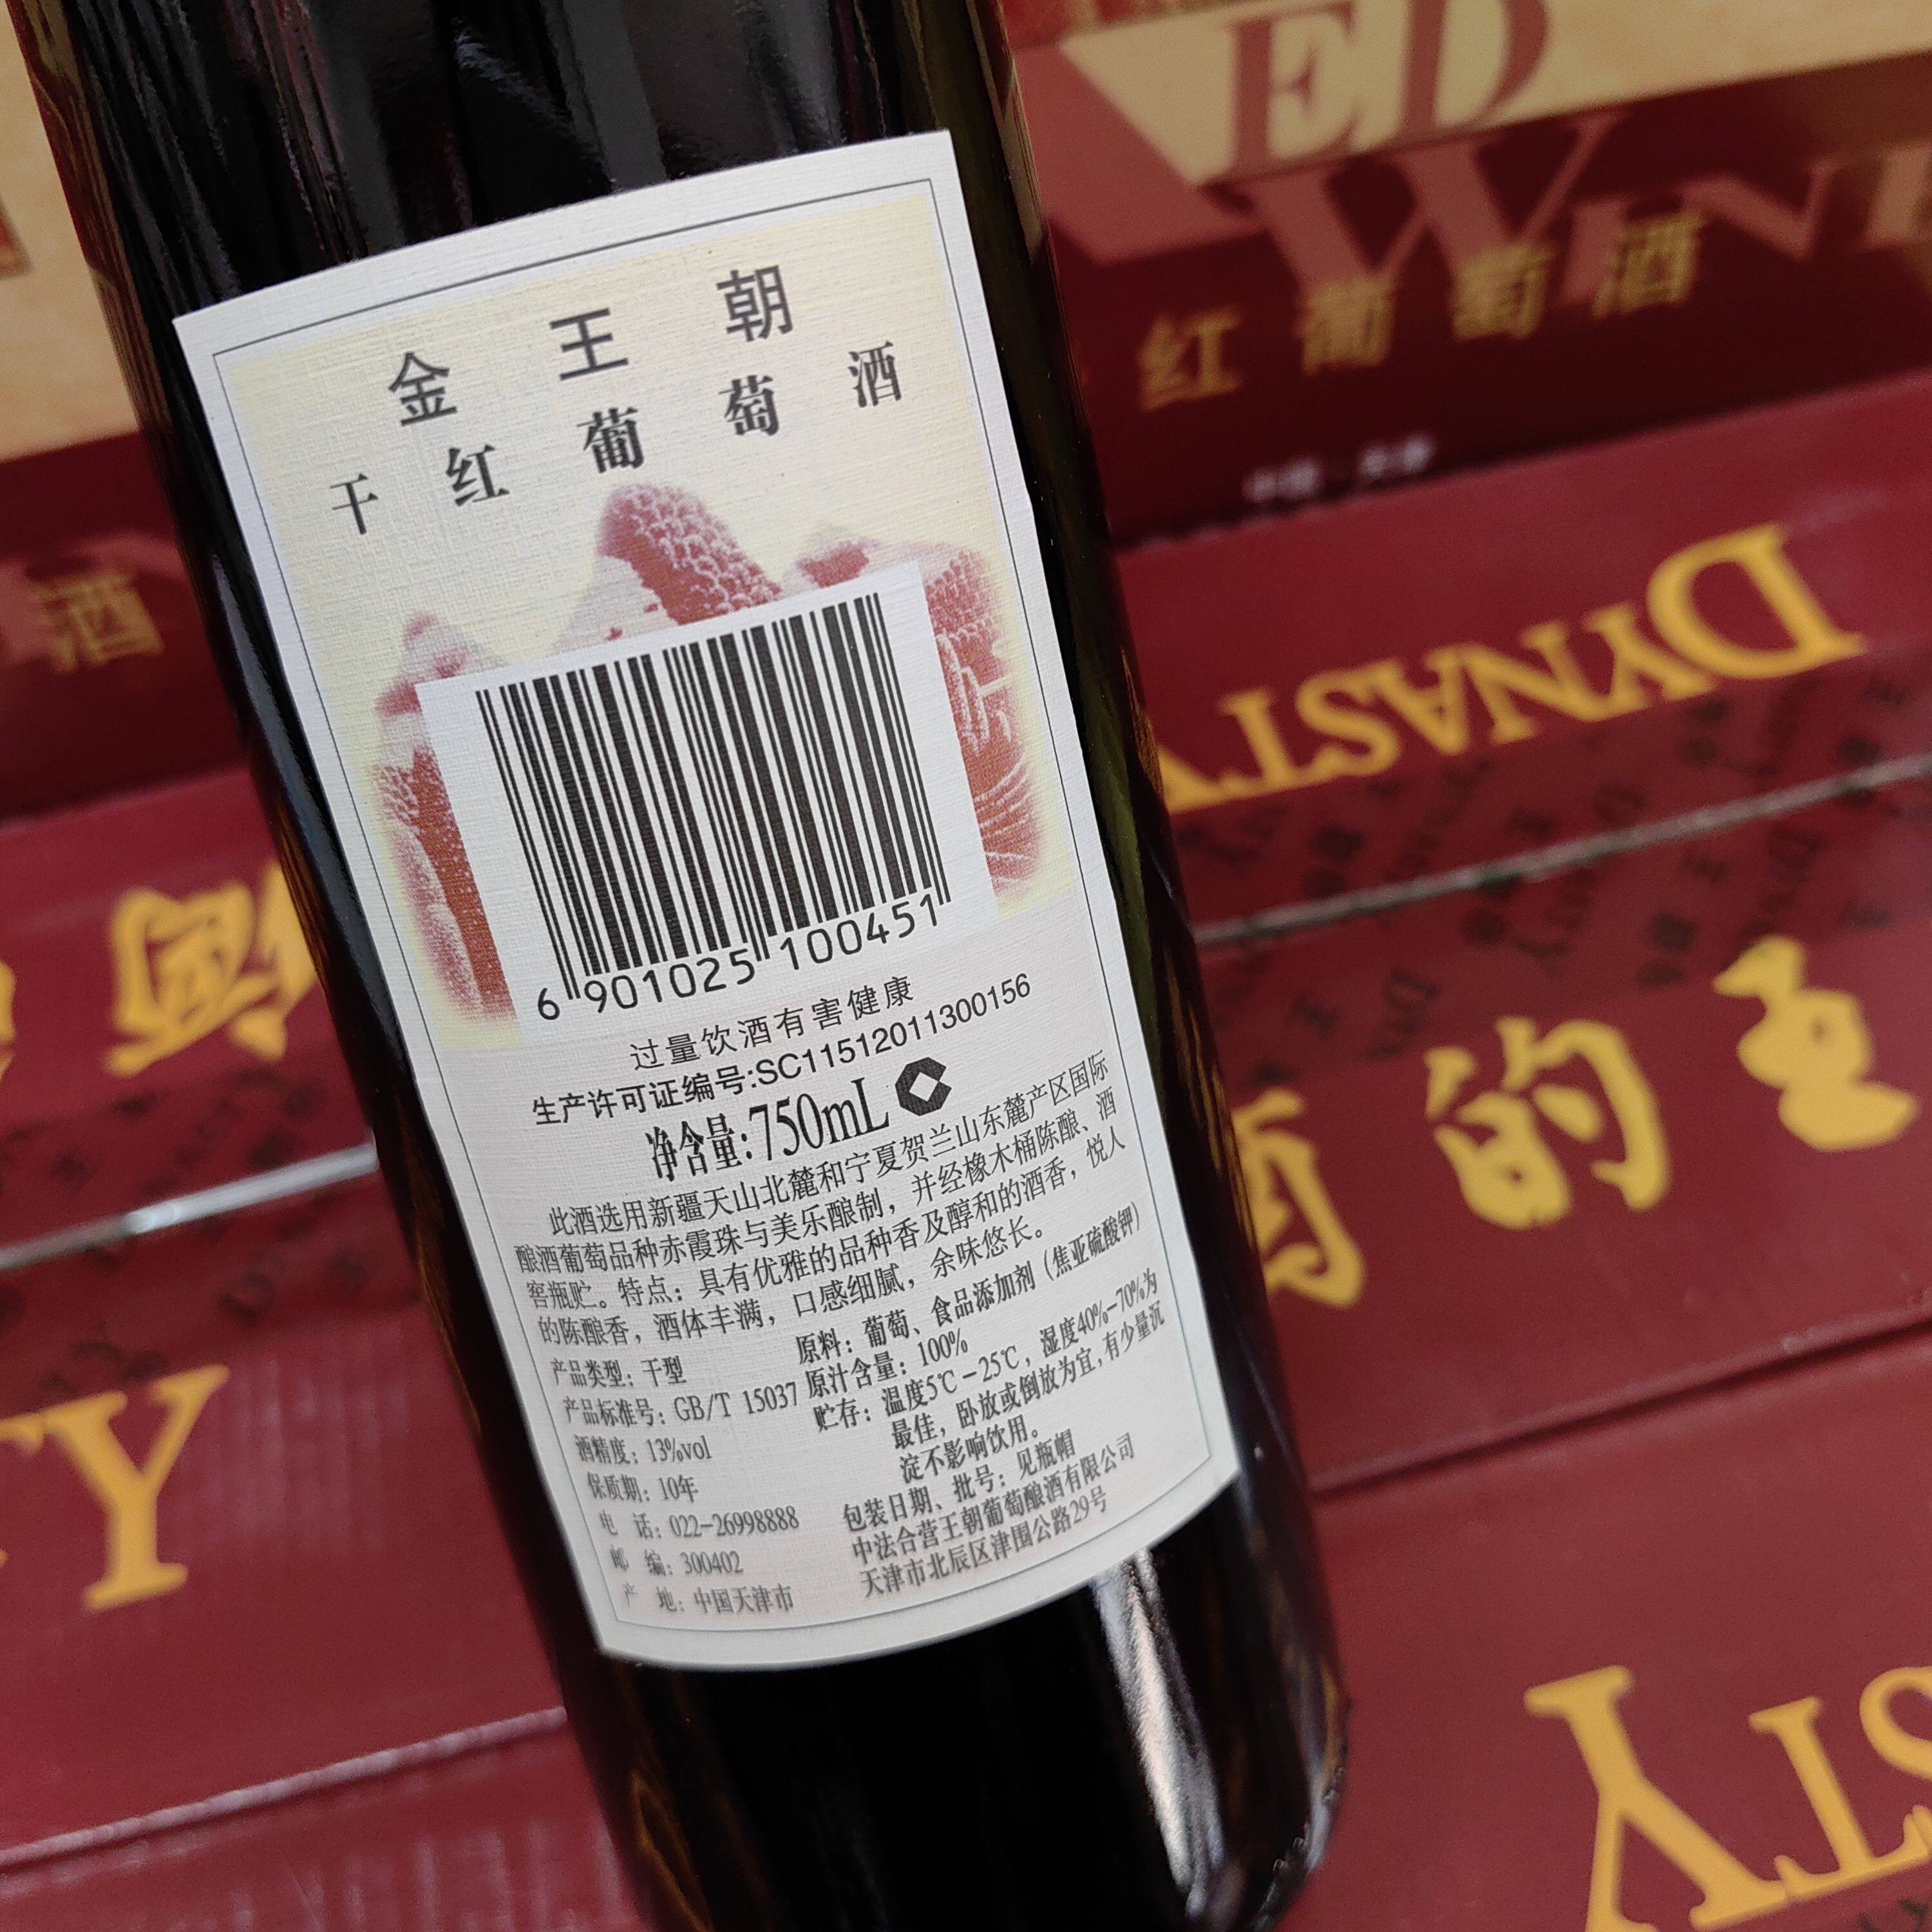 金王朝
干红葡萄酒
6 901025 100451
过量饮酒有害健康
生产许可证编号:SC11512011300156
净含量:750mL
此酒选用新疆天山北麓和宁夏贺兰山东麓产区国际
酿酒葡萄品种赤霞珠与美乐酿制，并经橡木桶陈酿、酒
窖瓶贮。特点：具有优雅的品种香及醇和的酒香，悦人
的陈酿香，酒体丰满，口感细腻，余味悠长。
产品类型：干型
产品标准号：GB/T 15037
酒精度：13%vol
保质期：10年
电 话：022-26998888
邮 编：300402
产 地：中国天津市
原料：葡萄、食品添加剂（焦亚硫酸钾）
原汁含量：100%
贮存：温度5℃-25℃，湿度40%-70%为
最佳，卧放或倒放为宜,有少量沉
淀不影响饮用。
包装日期、批号：见瓶帽
中法合营王朝葡萄酿酒有限公司
天津市北辰区津围公路29号
ED
WINE
红葡萄酒
中国·天津
DYNASTY
酒
酒的王
TY
STY